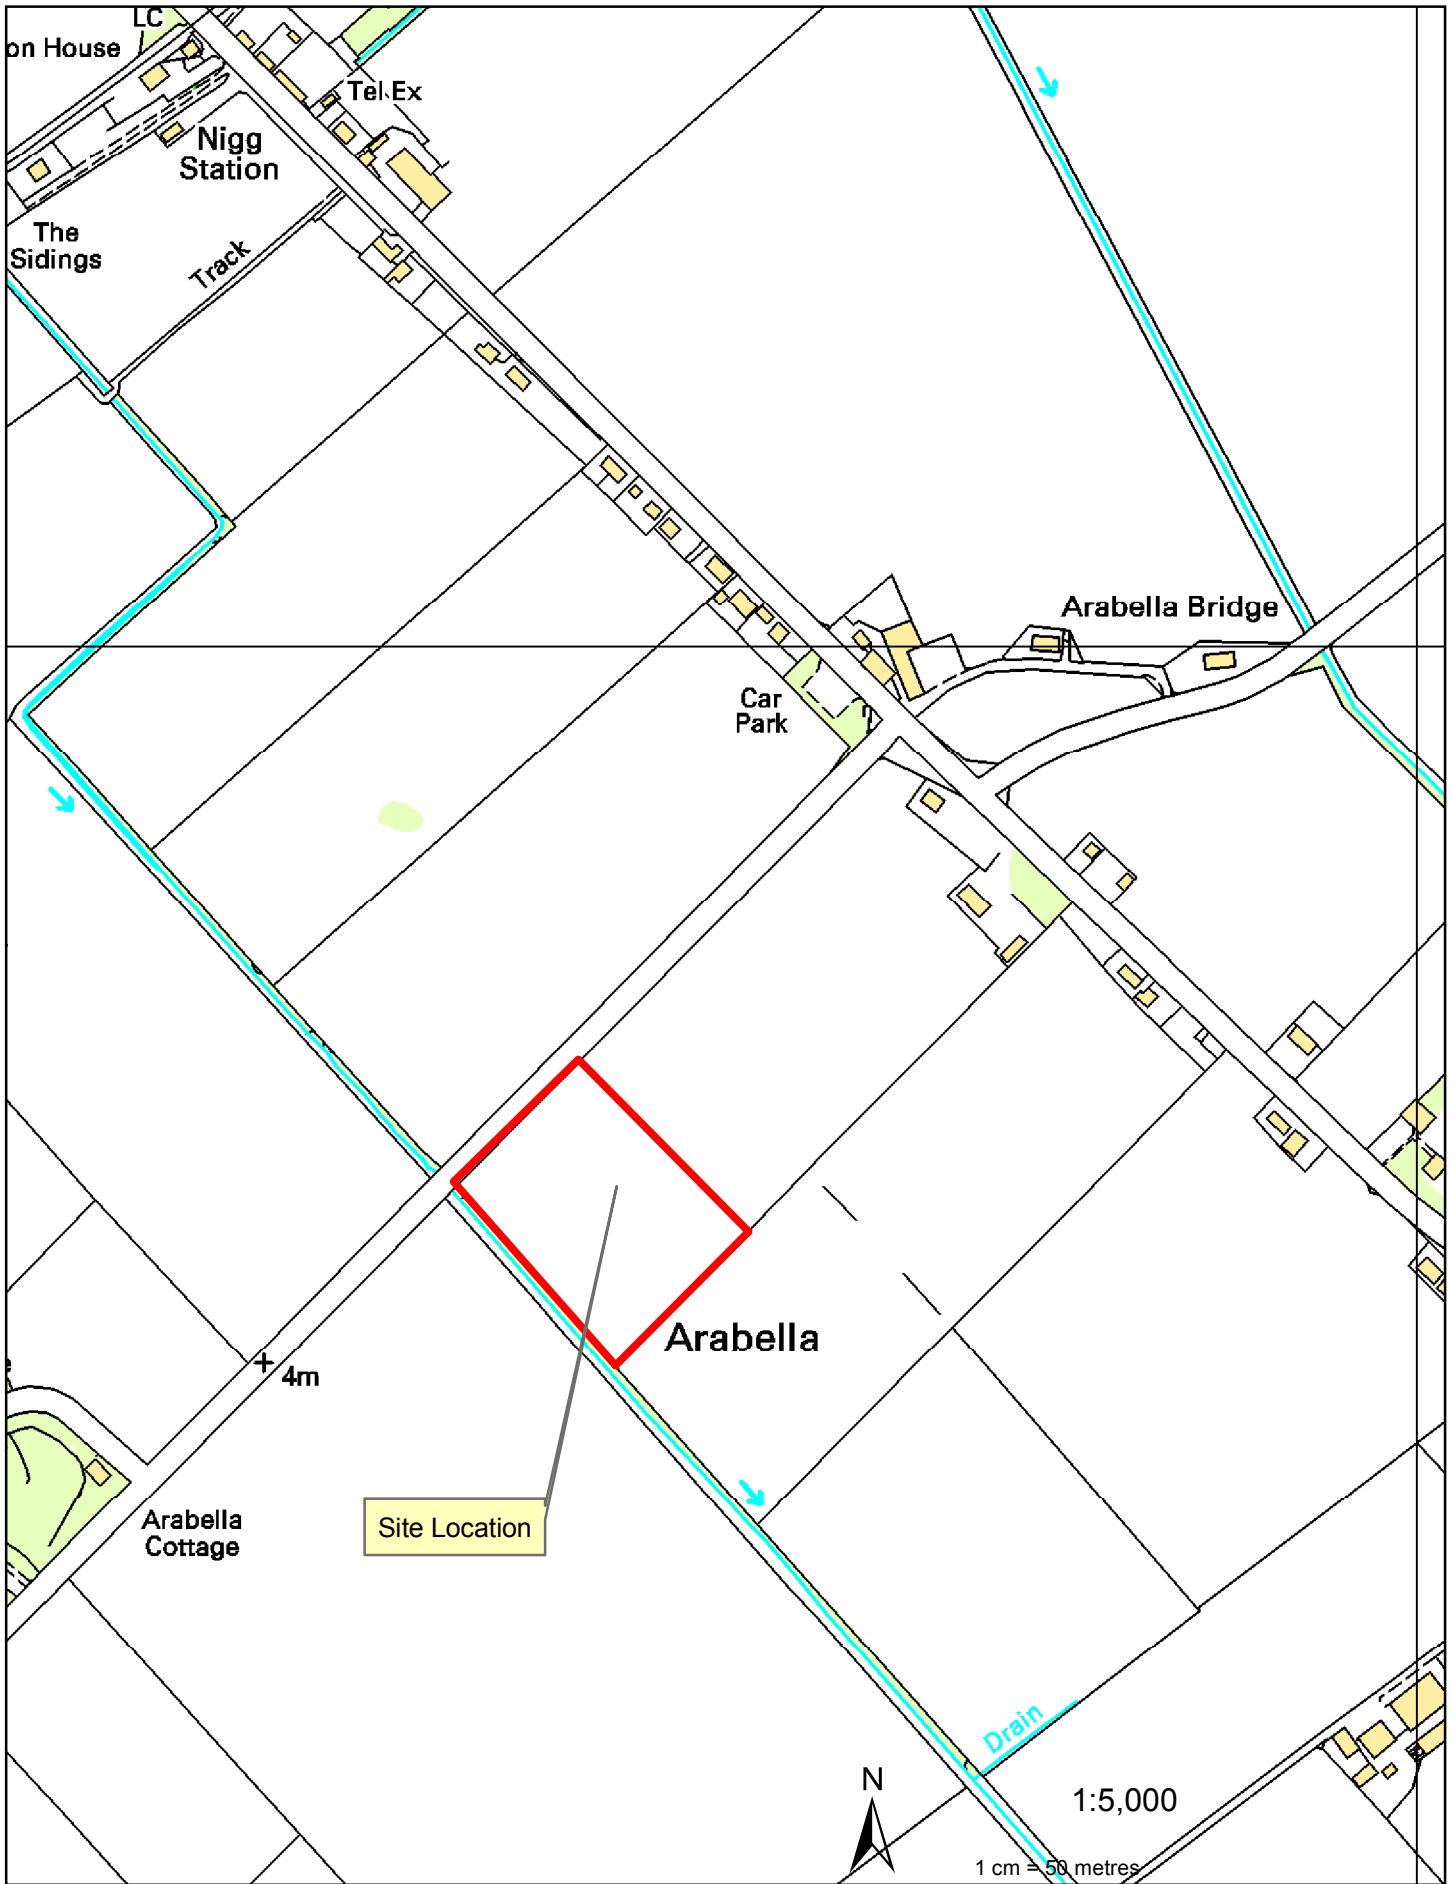 LC
on House
Tel Ex
Nigg
Station
The
Sidings
Track
Arabella Bridge
Car
Park
Arabella
4m
Arabella
Cottage
Site Location
Drain
N
1:5,000
1 cm = 50 metres